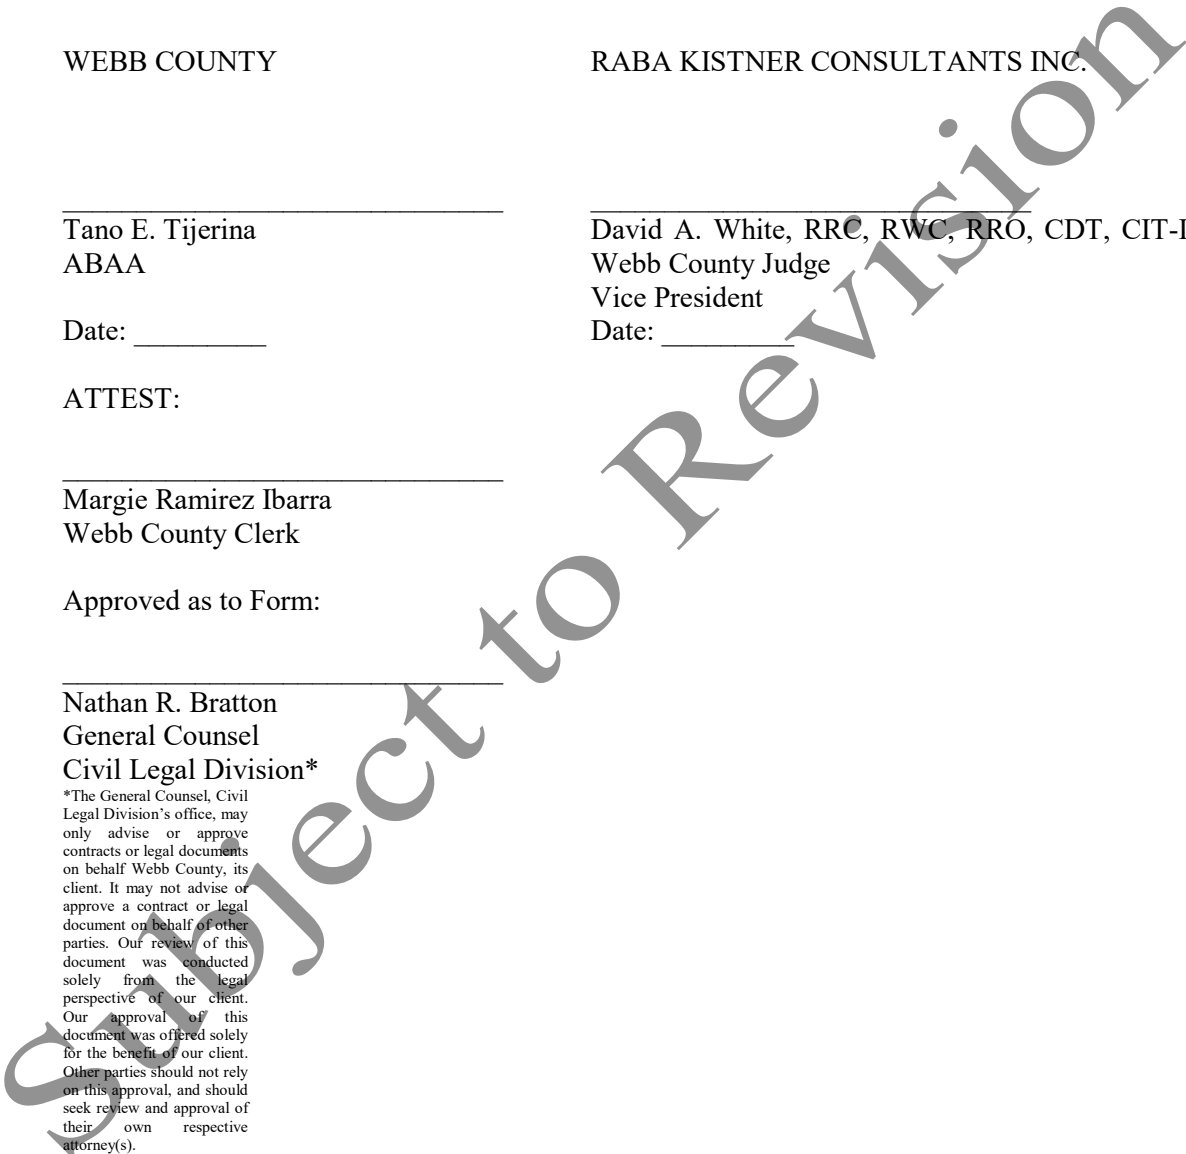 WEBB COUNTY
RABA KISTNER CONSULTANTS INC.
______________________________
Tano E. Tijerina
ABAA
Date: _________
______________________________
David A. White, RRC, RWC, RRO, CDT, CIT-I
Webb County Judge
Vice President
Date: _________
ATTEST:
______________________________
Margie Ramirez Ibarra
Webb County Clerk
Approved as to Form:
______________________________
Nathan R. Bratton
General Counsel
Civil Legal Division*
*The General Counsel, Civil
Legal Division’s office, may
only advise or approve
contracts or legal documents
on behalf Webb County, its
client. It may not advise or
approve a contract or legal
document on behalf of other
parties. Our review of this
document was conducted
solely from the legal
perspective of our client.
Our approval of this
document was offered solely
for the benefit of our client.
Other parties should not rely
on this approval, and should
seek review and approval of
their own respective
attorney(s).
Subject to Revision